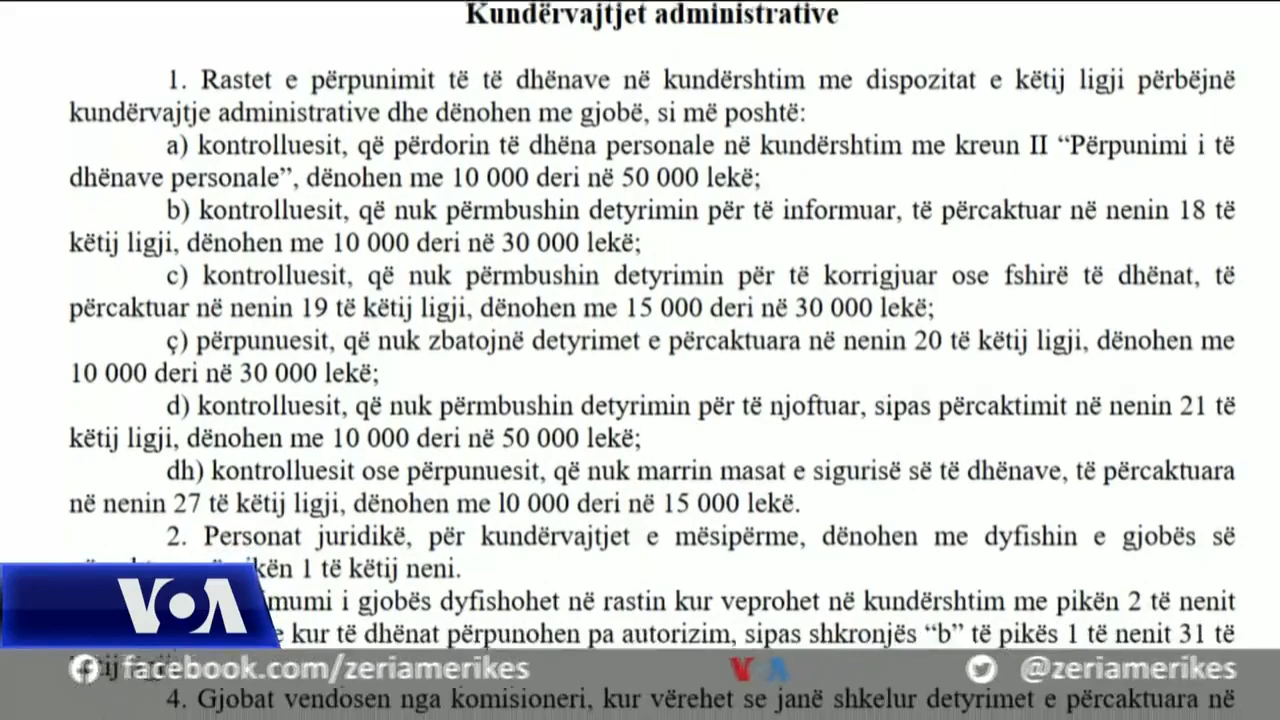 Kundërvajtjet administrative
1. Rastet e përpunimit të të dhënave në kundërshtim me dispozitat e këtij ligji përbëjnë
kundërvajtje administrative dhe dënohen me gjobë, si më poshtë:
a) kontrolluesit, që përdorin të dhëna personale në kundërshtim me kreun II “Përpunimi i të
dhënave personale”, dënohen me 10 000 deri në 50 000 lekë;
b) kontrolluesit, që nuk përmbushin detyrimin për të informuar, të përcaktuar në nenin 18 të
këtij ligji, dënohen me 10 000 deri në 30 000 lekë;
c) kontrolluesit, që nuk përmbushin detyrimin për të korrigjuar ose fshirë të dhënat, të
përcaktuar në nenin 19 të këtij ligji, dënohen me 15 000 deri në 30 000 lekë;
ç) përpunuesit, që nuk zbatojnë detyrimet e përcaktuara në nenin 20 të këtij ligji, dënohen me
10 000 deri në 30 000 lekë;
d) kontrolluesit, që nuk përmbushin detyrimin për të njoftuar, sipas përcaktimit në nenin 21 të
këtij ligji, dënohen me 10 000 deri në 50 000 lekë;
dh) kontrolluesit ose përpunuesit, që nuk marrin masat e sigurisë së të dhënave, të përcaktuara
në nenin 27 të këtij ligji, dënohen me l0 000 deri në 15 000 lekë.
2. Personat juridikë, për kundërvajtjet e mësipërme, dënohen me dyfishin e gjobës së
1 të këtij neni.
i gjobës dyfishohet në rastin kur veprohet në kundërshtim me pikën 2 të nenit
kur të dhënat përpunohen pa autorizim, sipas shkronjës “b” të pikës 1 të nenit 31 të
VOA
facebook.com/zeriamerikes VOA @zeriamerikes
4. Gjobat vendosen nga komisioneri, kur vërehet se janë shkelur detyrimet e përcaktuara në